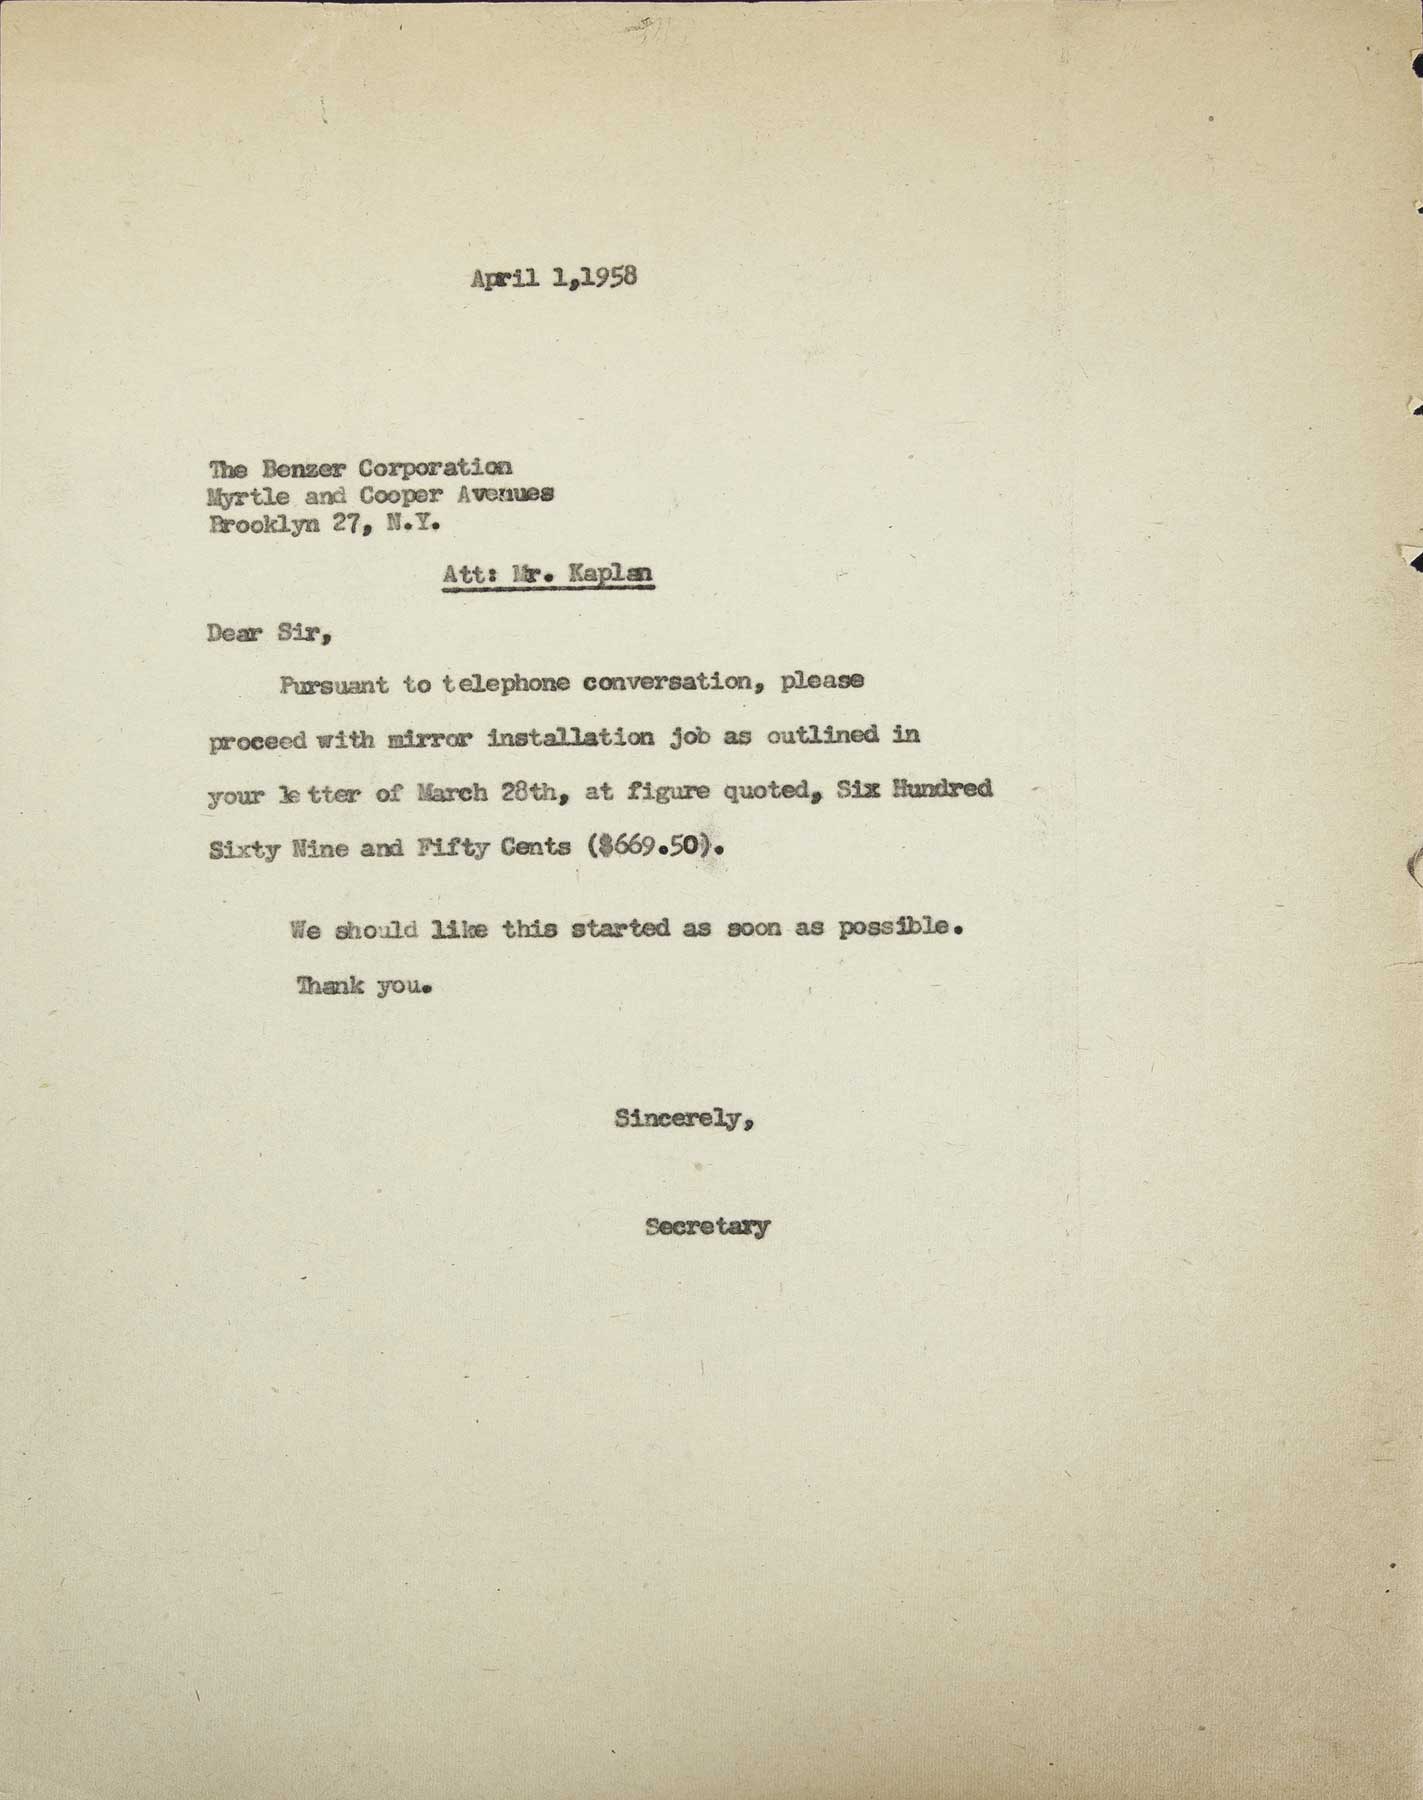 April 1,1958
The Benzer Corporation
Myrtle and Cooper Avenues
Brooklyn 27, N.Y.
Att: Mr. Kaplan
Dear Sir,
Pursuant to telephone conversation, please
proceed with mirror installation job as outlined in
your letter of March 28th, at figure quoted, Six Hundred
Sixty Nine and Fifty Cents ($669.50).
We should like this started as soon as possible.
Thank you.
Sincerely,
Secretary